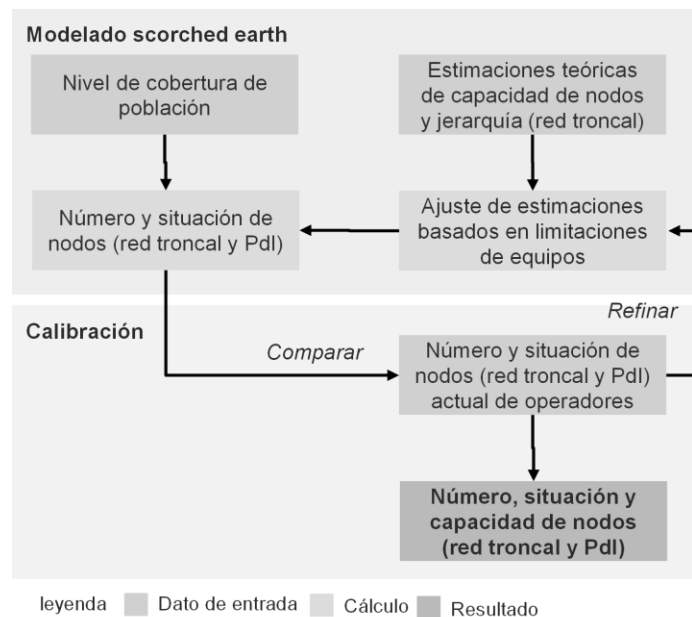 Modelado scorched earth
Nivel de cobertura de
población
Estimaciones teóricas
de capacidad de nodos
y jerarquía (red troncal)
Número y situación de
nodos (red troncal y PdI)
Ajuste de estimaciones
basados en limitaciones
de equipos
Refinar
Calibración
Comparar
Número y situación de
nodos (red troncal y PdI)
actual de operadores
Número, situación y
capacidad de nodos
(red troncal y PdI)
leyenda Dato de entrada Cálculo Resultado